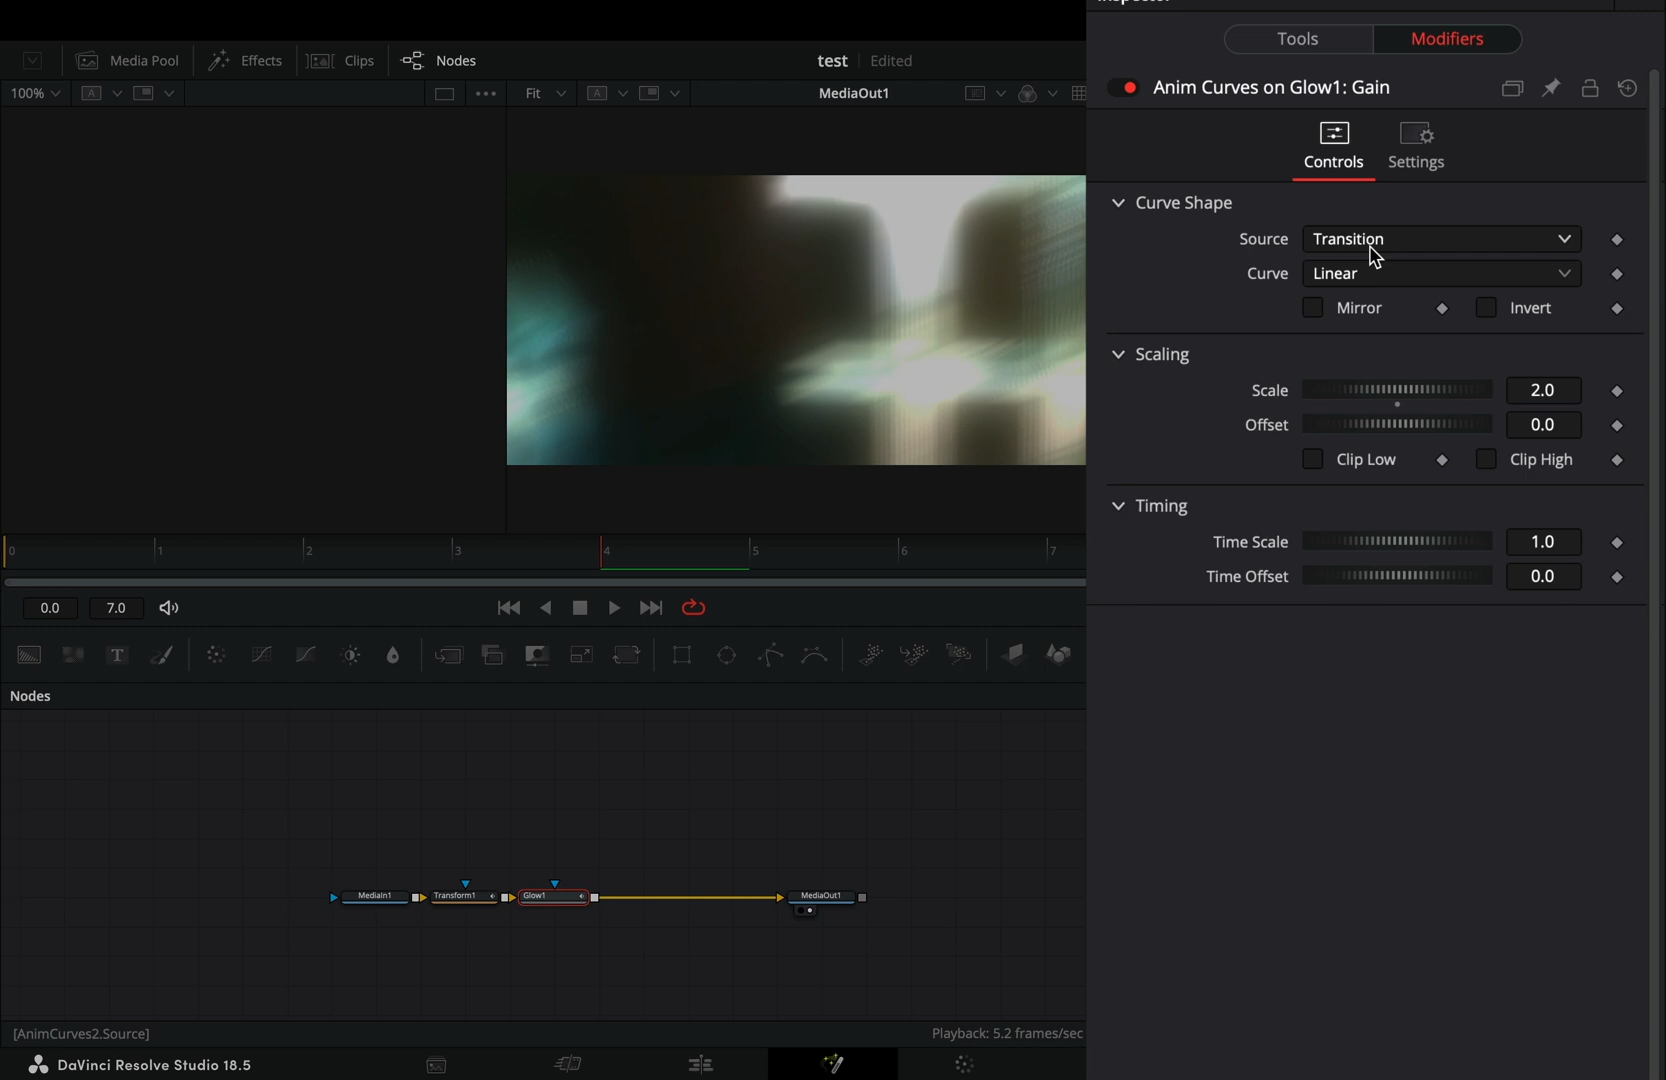 Inspector
Tools Modifiers
Media Pool Effects Clips Nodes test Edited
100% A Fit A MediaOut1
Anim Curves on Glow1: Gain
Controls Settings
Curve Shape
Source Transition
Curve Linear
Mirror Invert
Scaling
Scale 2.0
Offset 0.0
Clip Low Clip High
Timing
Time Scale 1.0
Time Offset 0.0
0 1 2 3 4 5 6 7
0.0 7.0
T
Nodes
MediaIn1 Transform1 Glow1 MediaOut1
[AnimCurves2.Source] Playback: 5.2 frames/sec
DaVinci Resolve Studio 18.5